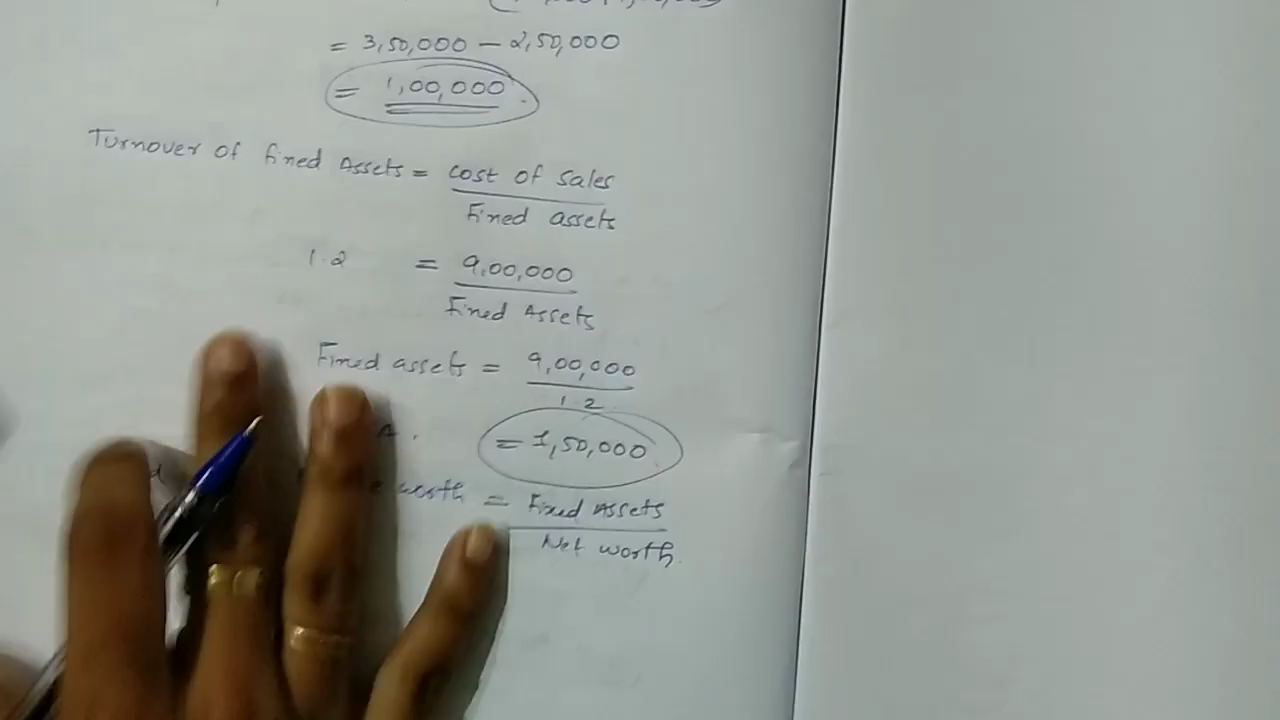 = 3,50,000 — 2,50,000
= 1,00,000
Turnover of Fixed Assets = cost of sales
Fixed assets
1.2 = 9,00,000
Fixed Assets
Fixed assets = 9,00,000
1.2
= 1,50,000
worth = Fixed Assets
Net worth.